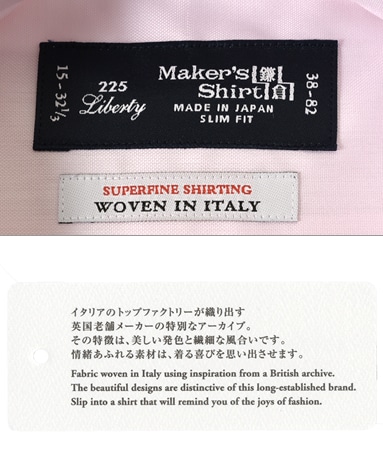 15 - 32 1/3
225
Liberty
Maker's
Shirt 鎌倉
MADE IN JAPAN
SLIM FIT
38-82
SUPERFINE SHIRTING
WOVEN IN ITALY
イタリアのトップファクトリーが織り出す
英国老舗メーカーの特別なアーカイブ。
その特徴は、美しい発色と繊細な風合いです。
情緒あふれる素材は、着る喜びを思い出させます。
Fabric woven in Italy using inspiration from a British archive.
The beautiful designs are distinctive of this long-established brand.
Slip into a shirt that will remind you of the joys of fashion.